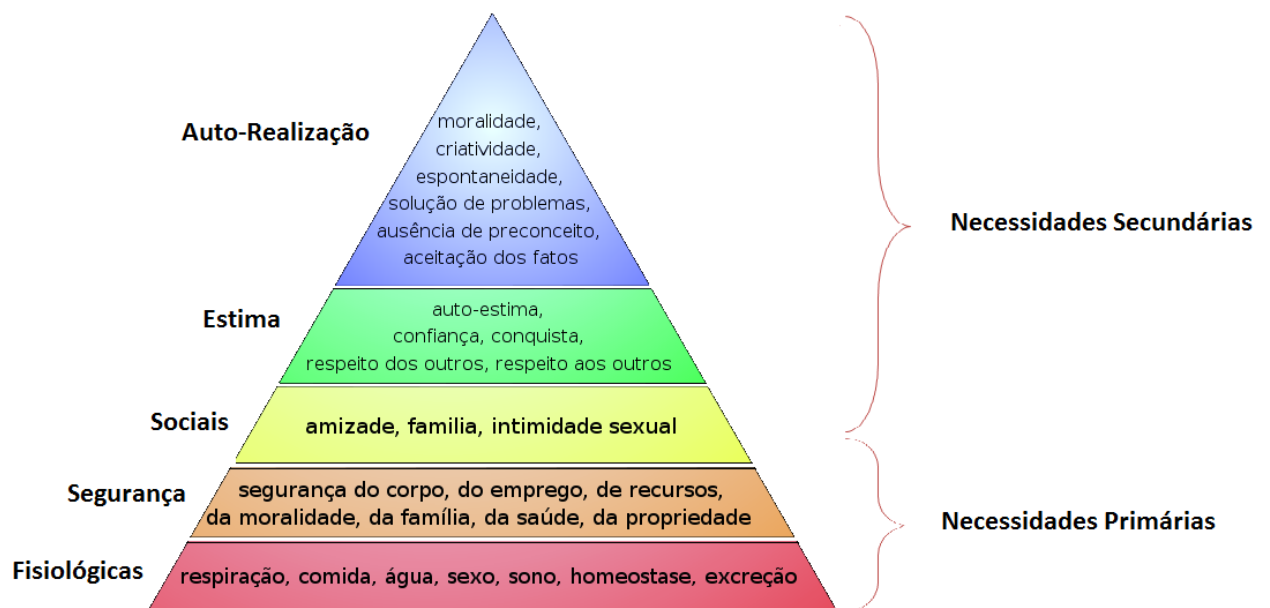 Auto-Realização
moralidade,
criatividade,
espontaneidade,
solução de problemas,
ausência de preconceito,
aceitação dos fatos
Necessidades Secundárias
Estima
auto-estima,
confiança, conquista,
respeito dos outros, respeito aos outros
Sociais
amizade, familia, intimidade sexual
Segurança
segurança do corpo, do emprego, de recursos,
da moralidade, da família, da saúde, da propriedade
Necessidades Primárias
Fisiológicas
respiração, comida, água, sexo, sono, homeostase, excreção